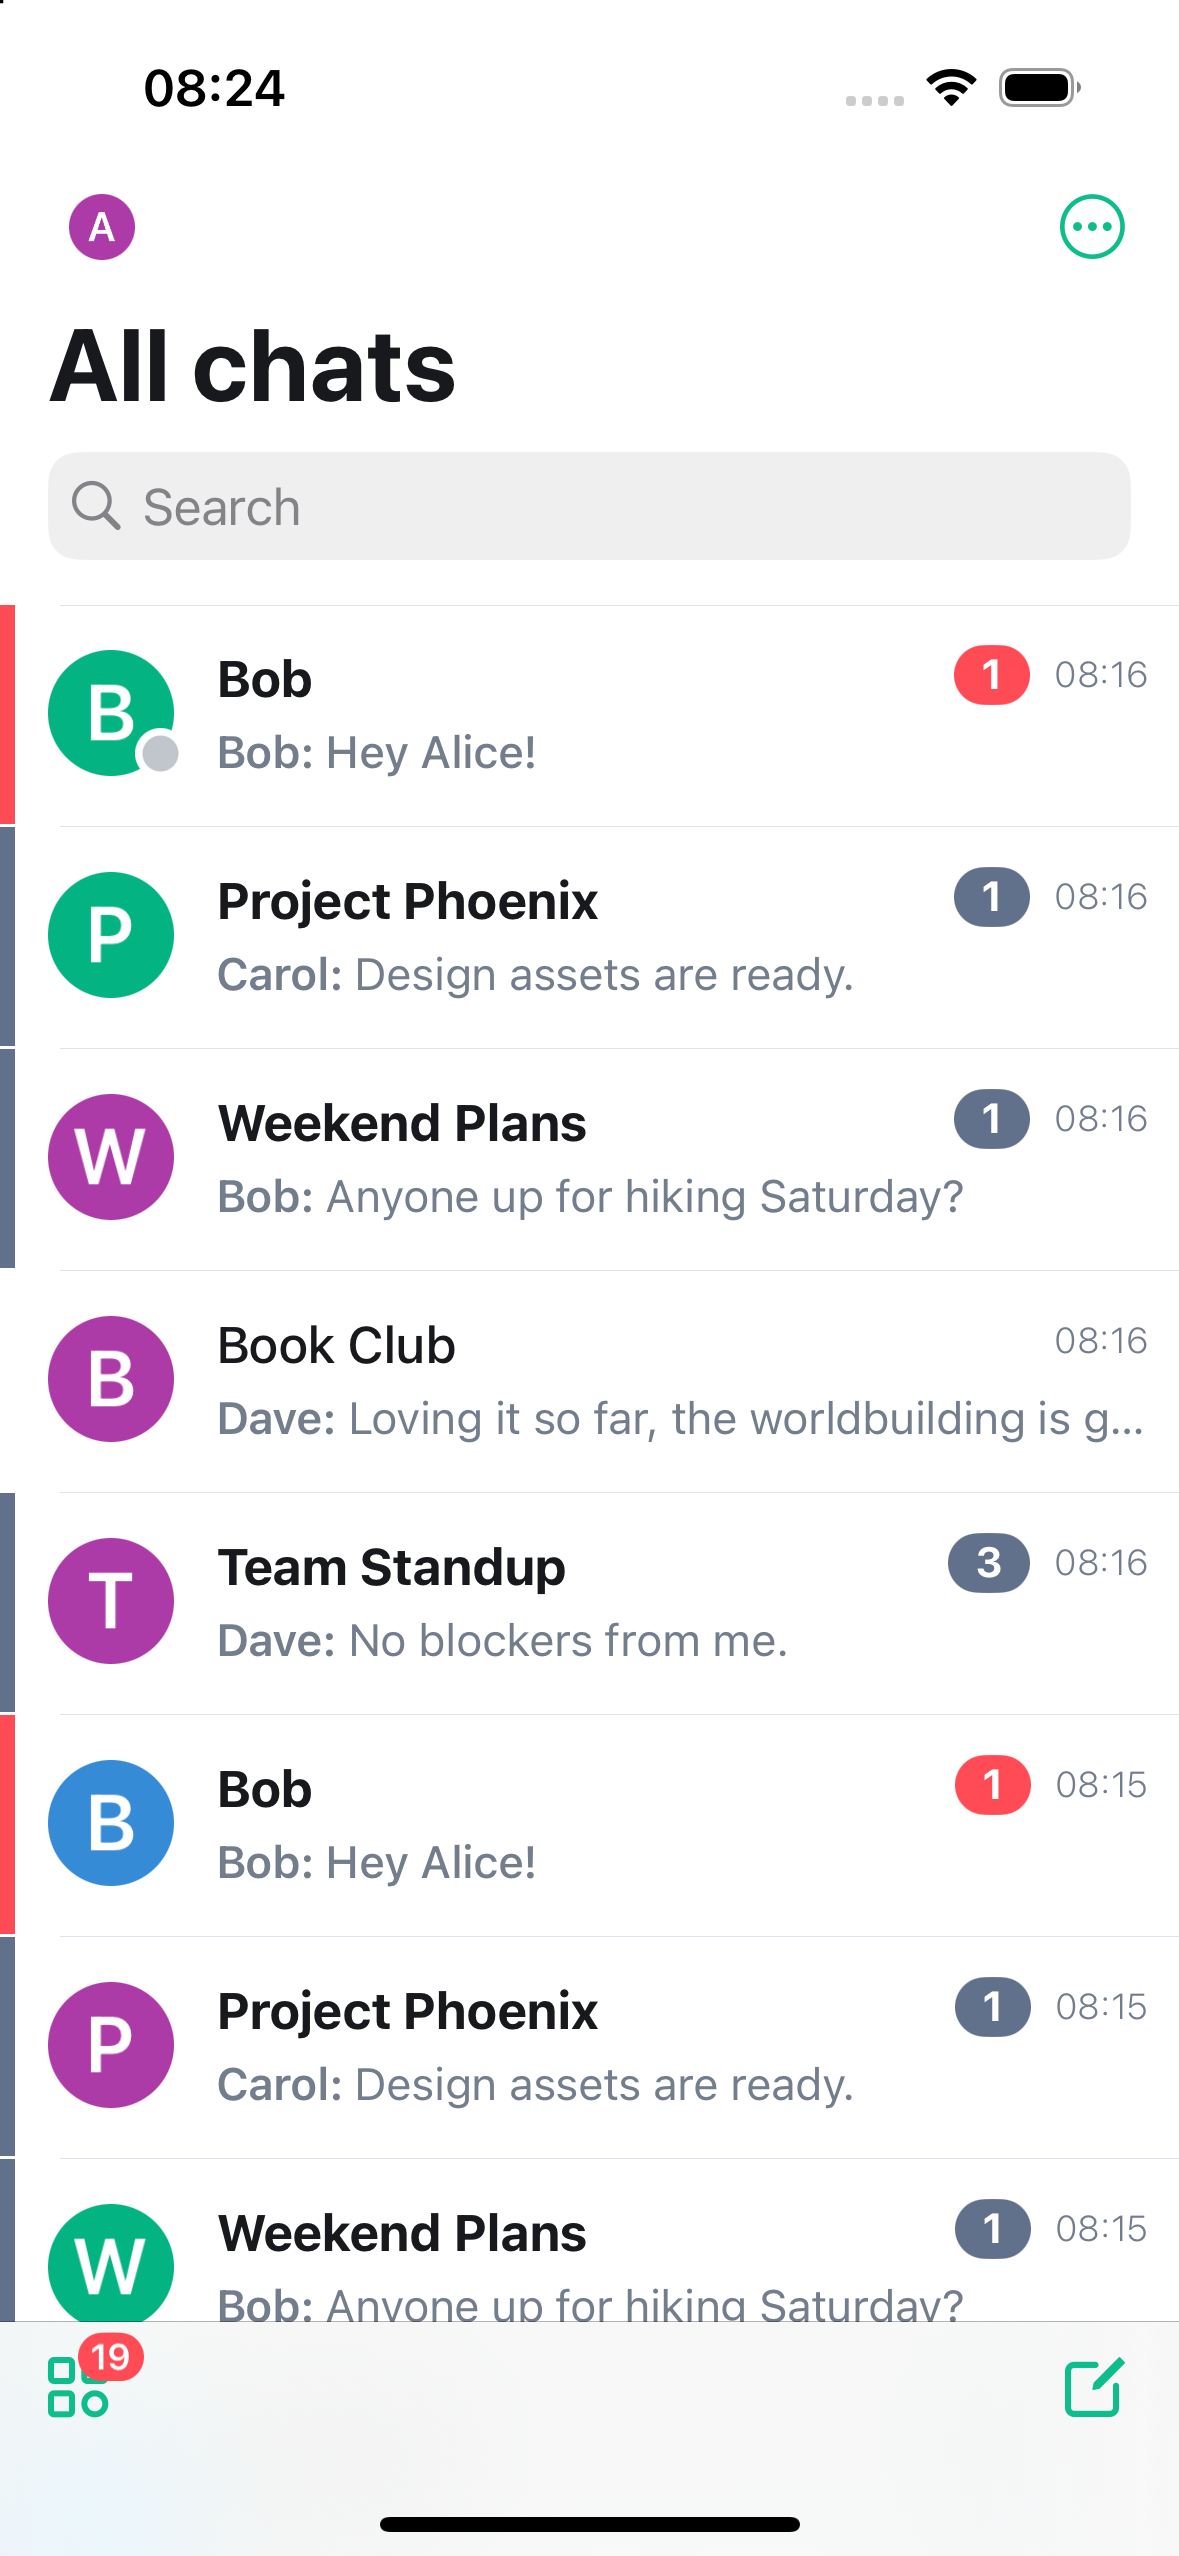 08:24
A
All chats
Search
B
Bob
1
08:16
Bob: Hey Alice!
P
Project Phoenix
1
08:16
Carol: Design assets are ready.
W
Weekend Plans
1
08:16
Bob: Anyone up for hiking Saturday?
B
Book Club
08:16
Dave: Loving it so far, the worldbuilding is g...
T
Team Standup
3
08:16
Dave: No blockers from me.
B
Bob
1
08:15
Bob: Hey Alice!
P
Project Phoenix
1
08:15
Carol: Design assets are ready.
W
Weekend Plans
1
08:15
Bob: Anyone up for hiking Saturday?
19